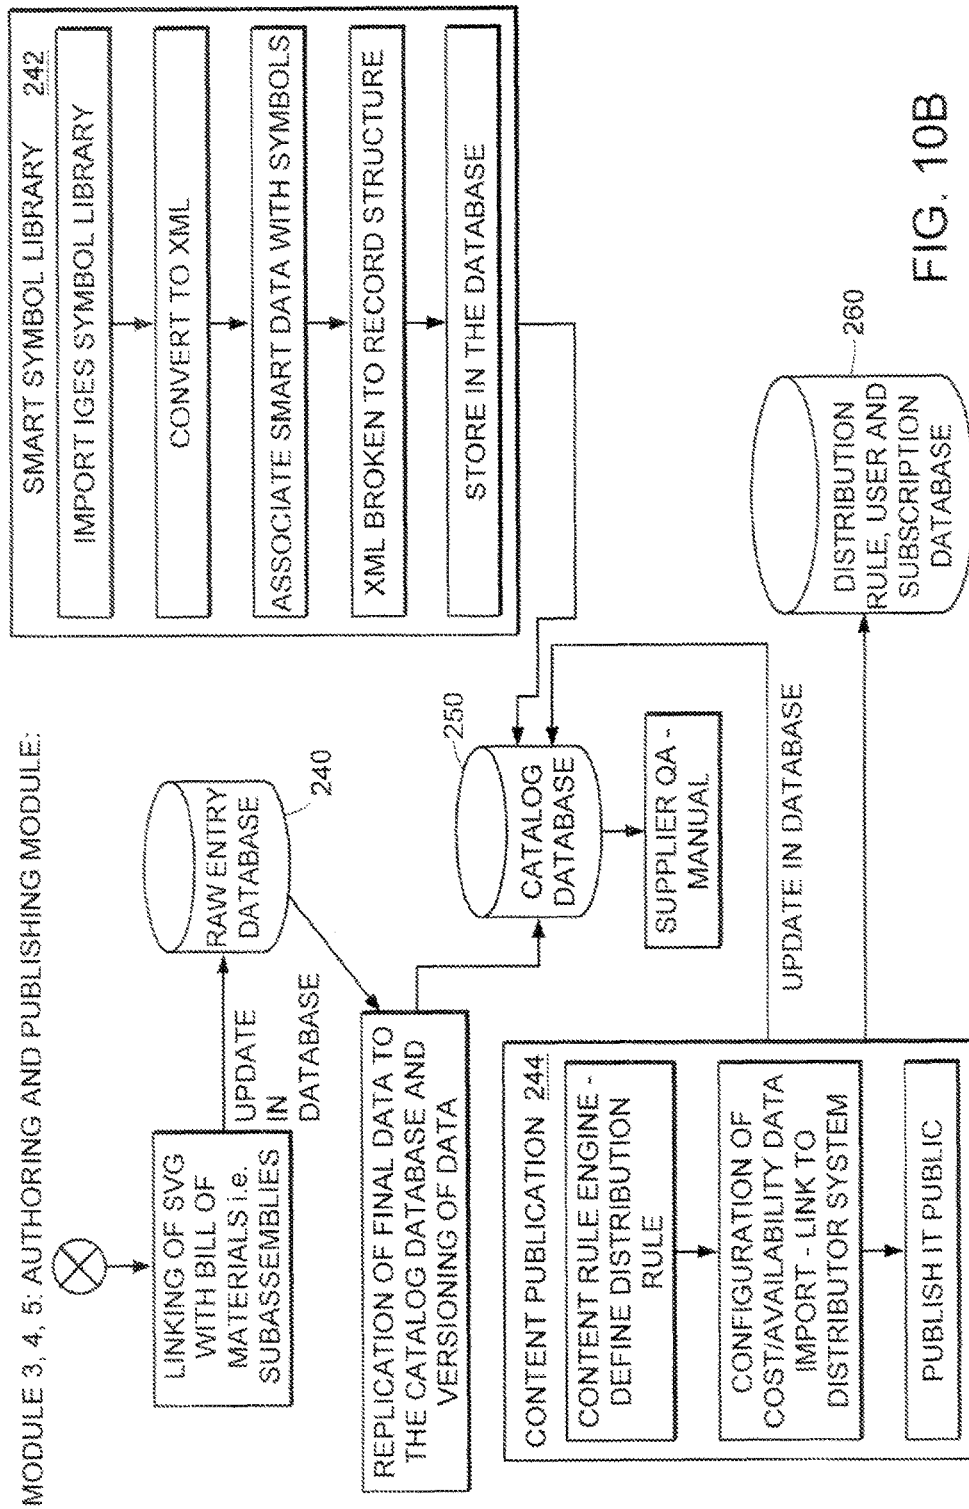 MODULE 3, 4, 5: AUTHORING AND PUBLISHING MODULE:
LINKING OF SVG
WITH BILL OF
MATERIALS i.e.
SUBASSEMBLIES
UPDATE
IN
DATABASE
RAW ENTRY
DATABASE
240
REPLICATION OF FINAL DATA TO
THE CATALOG DATABASE AND
VERSIONING OF DATA
250
CATALOG
DATABASE
SUPPLIER QA -
MANUAL
SMART SYMBOL LIBRARY 242
IMPORT IGES SYMBOL LIBRARY
CONVERT TO XML
ASSOCIATE SMART DATA WITH SYMBOLS
XML BROKEN TO RECORD STRUCTURE
STORE IN THE DATABASE
CONTENT PUBLICATION 244
CONTENT RULE ENGINE -
DEFINE DISTRIBUTION
RULE
CONFIGURATION OF
COST/AVAILABILITY DATA
IMPORT - LINK TO
DISTRIBUTOR SYSTEM
PUBLISH IT PUBLIC
UPDATE IN DATABASE
260
DISTRIBUTION
RULE, USER AND
SUBSCRIPTION
DATABASE
FIG. 10B